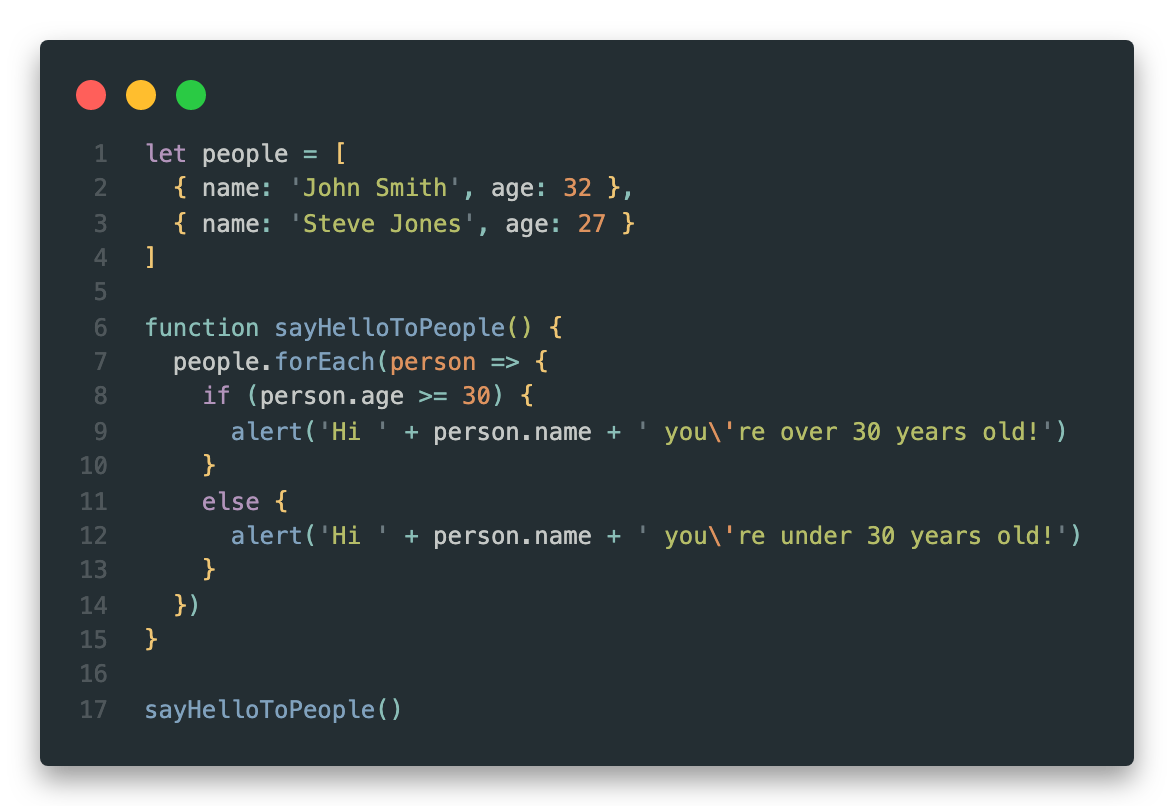 1 let people = [
2 { name: 'John Smith', age: 32 },
3 { name: 'Steve Jones', age: 27 }
4 ]
5
6 function sayHelloToPeople() {
7 people.forEach(person => {
8 if (person.age >= 30) {
9 alert('Hi ' + person.name + ' you\'re over 30 years old!')
10 }
11 else {
12 alert('Hi ' + person.name + ' you\'re under 30 years old!')
13 }
14 })
15 }
16
17 sayHelloToPeople()